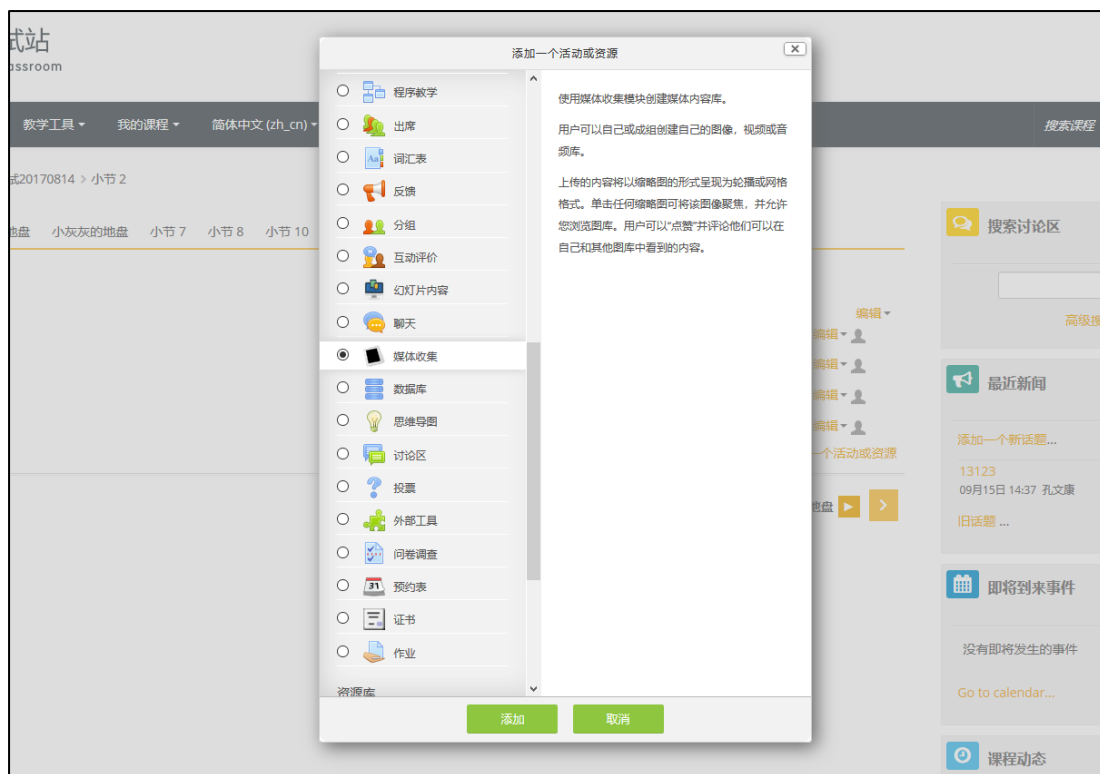 试站
assroom
教学工具
我的课程
简体中文 (zh_cn)
搜索课程
试20170814 > 小节 2
地盘
小灰灰的地盘
小节 7
小节 8
小节 10
添加一个活动或资源
程序教学
出席
词汇表
反馈
分组
互动评价
幻灯片内容
聊天
媒体收集
数据库
思维导图
讨论区
投票
外部工具
问卷调查
预约表
证书
作业
资源库
使用媒体收集模块创建媒体内容库。
用户可以自己或成组创建自己的图像，视频或音
频库。
上传的内容将以缩略图的形式呈现为轮播或网格
格式。单击任何缩略图可将该图像聚焦，并允许
您浏览图库。用户可以“点赞”并评论他们可以在
自己和其他图库中看到的内容。
添加
取消
编辑
编辑
编辑
编辑
编辑
一个活动或资源
地盘
搜索讨论区
高级搜
最近新闻
添加一个新话题...
13123
09月15日 14:37 孔文康
旧话题 ...
即将到来事件
没有即将发生的事件
Go to calendar...
课程动态